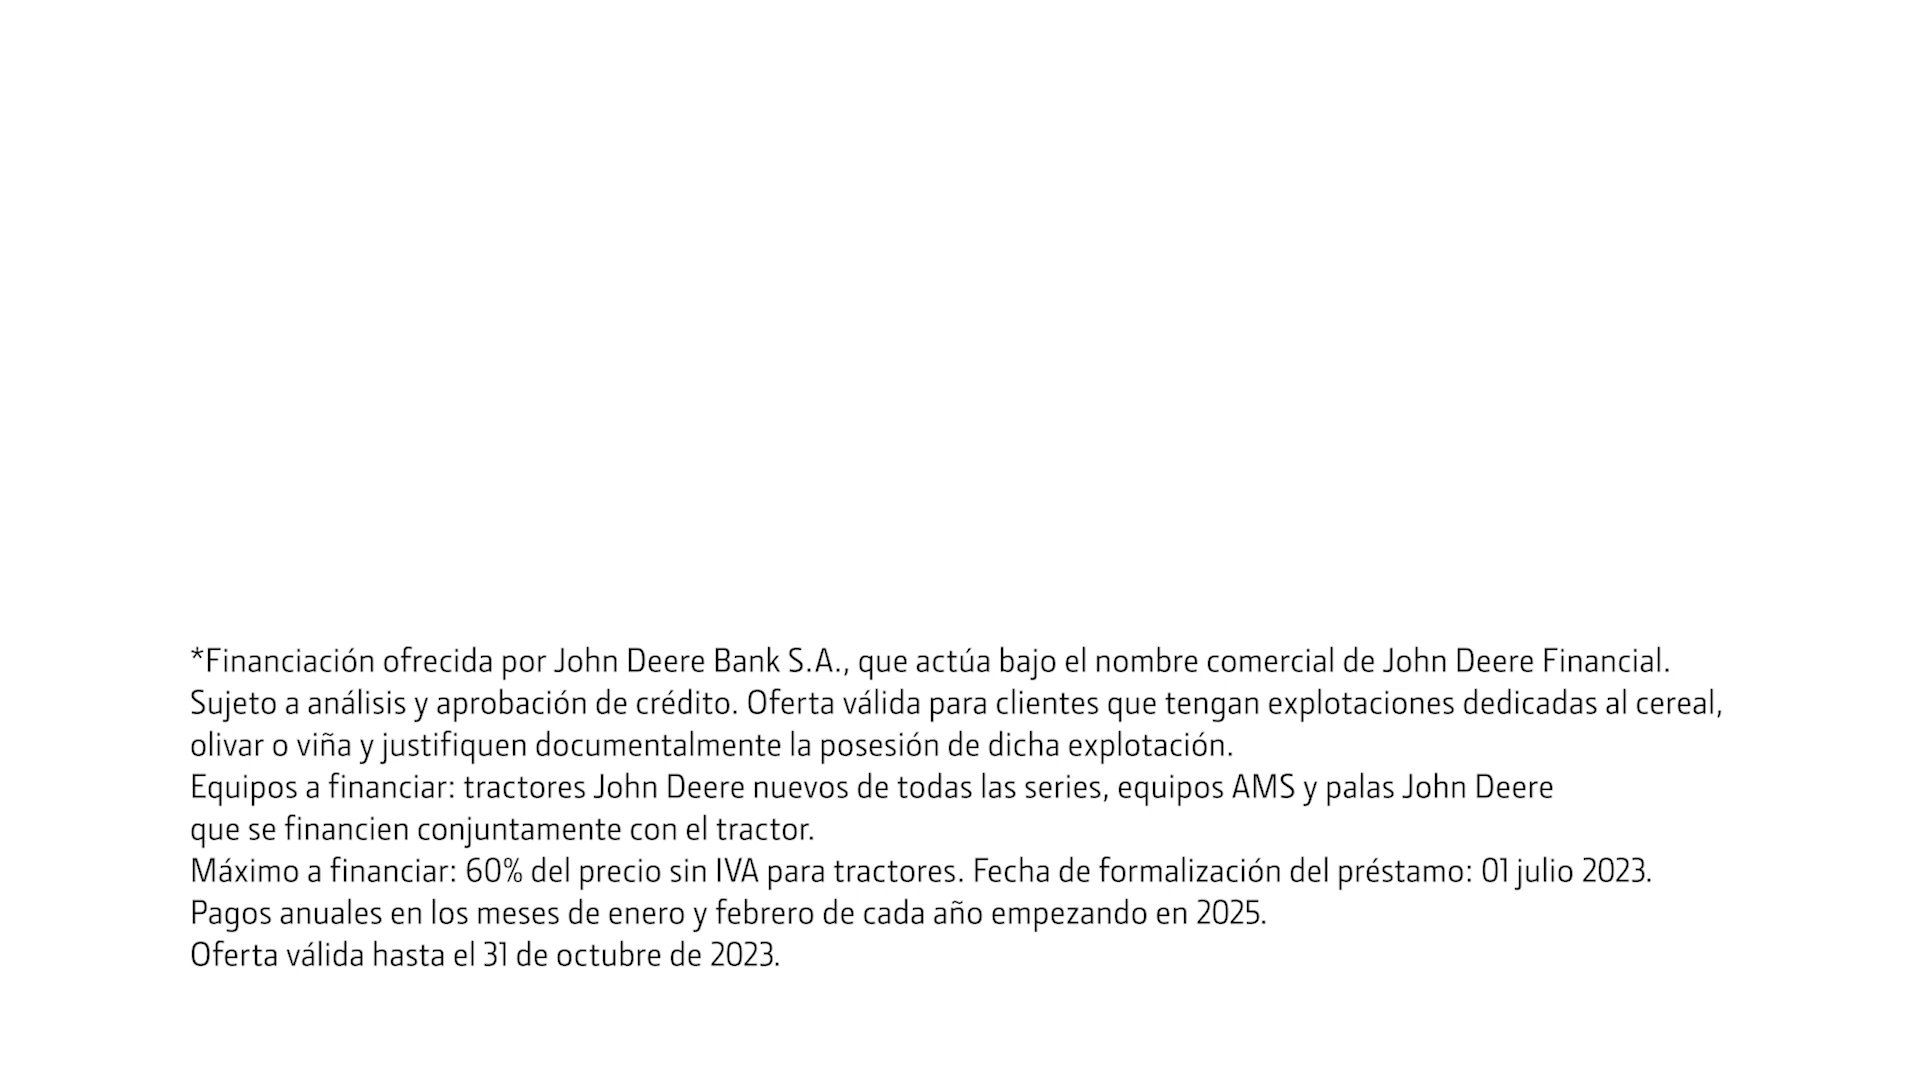 *Financiación ofrecida por John Deere Bank S.A., que actúa bajo el nombre comercial de John Deere Financial.
Sujeto a análisis y aprobación de crédito. Oferta válida para clientes que tengan explotaciones dedicadas al cereal,
olivar o viña y justifiquen documentalmente la posesión de dicha explotación.
Equipos a financiar: tractores John Deere nuevos de todas las series, equipos AMS y palas John Deere
que se financien conjuntamente con el tractor.
Máximo a financiar: 60% del precio sin IVA para tractores. Fecha de formalización del préstamo: 01 julio 2023.
Pagos anuales en los meses de enero y febrero de cada año empezando en 2025.
Oferta válida hasta el 31 de octubre de 2023.